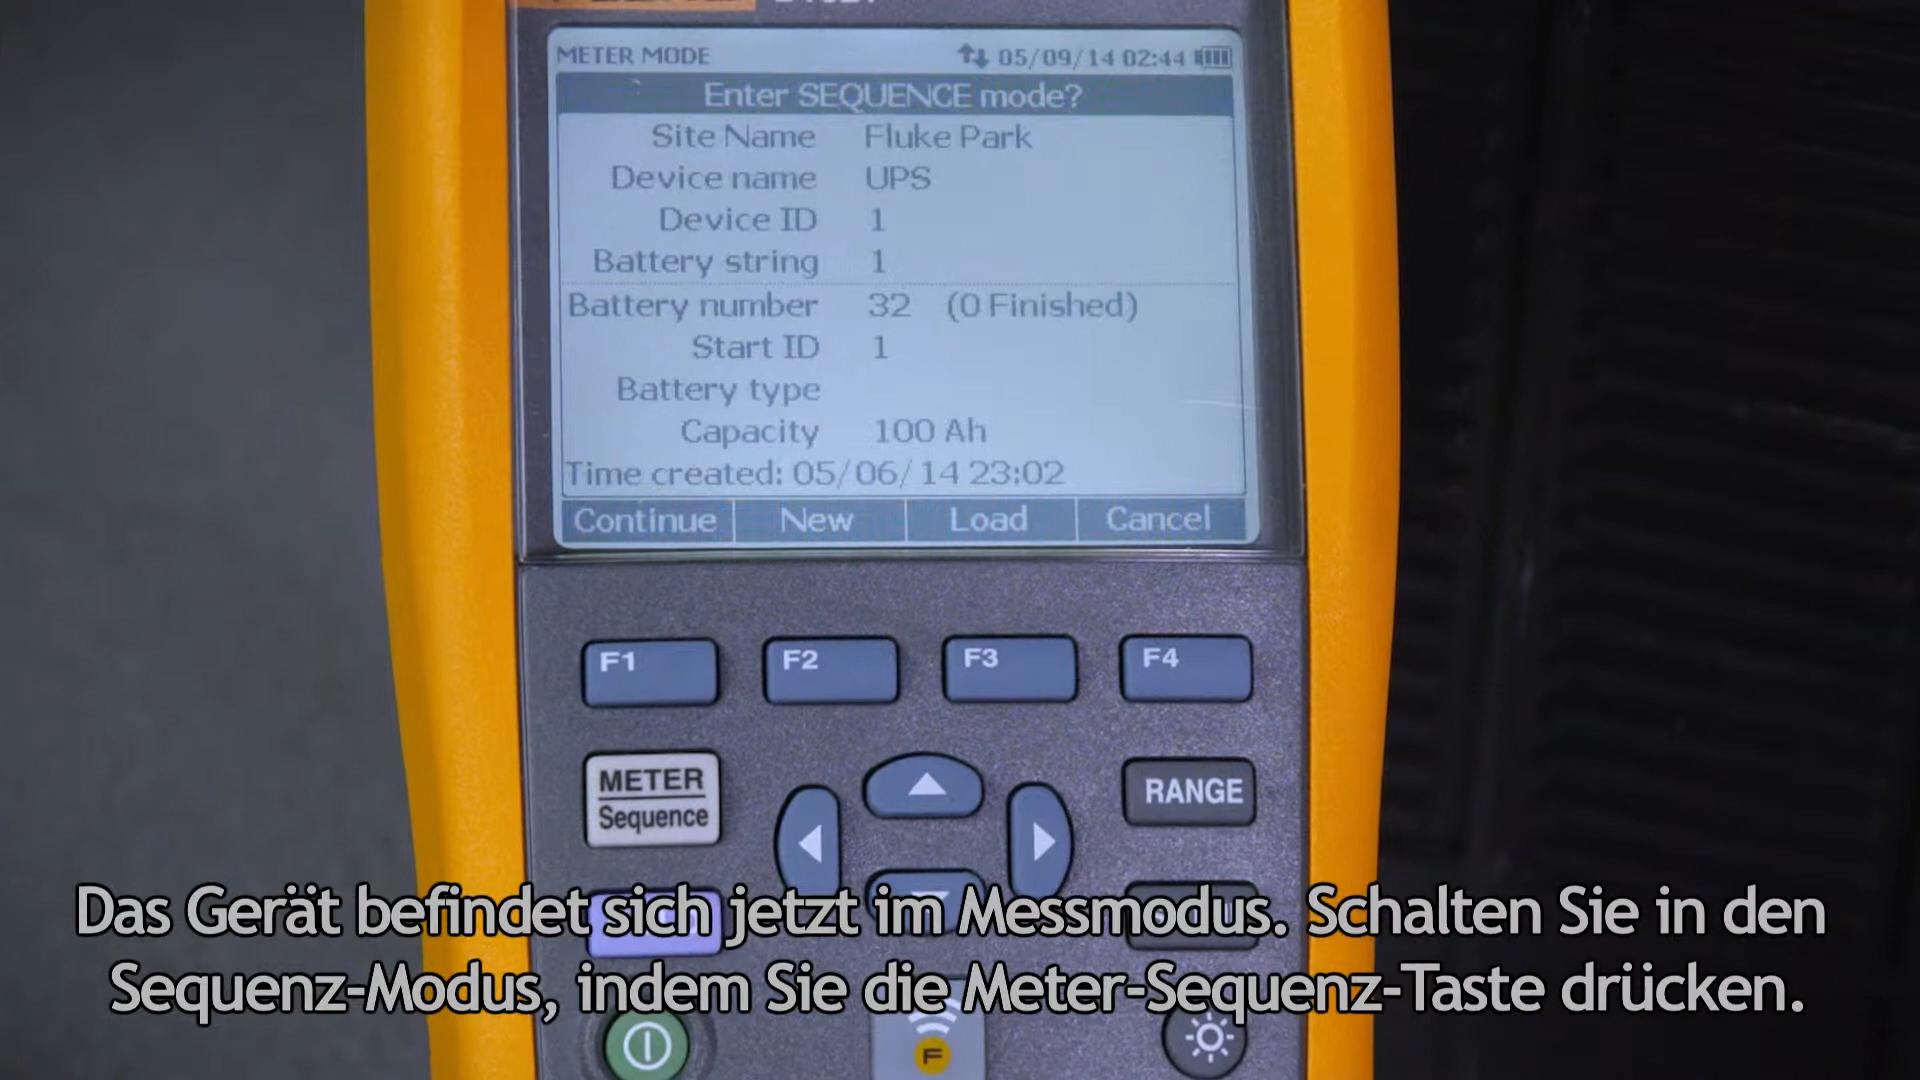 METER MODE 05/09/14 02:44
Enter SEQUENCE mode?
Site Name Fluke Park
Device name UPS
Device ID 1
Battery string 1
Battery number 32 (0 Finished)
Start ID 1
Battery type
Capacity 100 Ah
Time created: 05/06/14 23:02
Continue New Load Cancel
F1 F2 F3 F4
METER
Sequence
RANGE
Das Gerät befindet sich jetzt im Messmodus. Schalten Sie in den
Sequenz-Modus, indem Sie die Meter-Sequenz-Taste drücken.
F